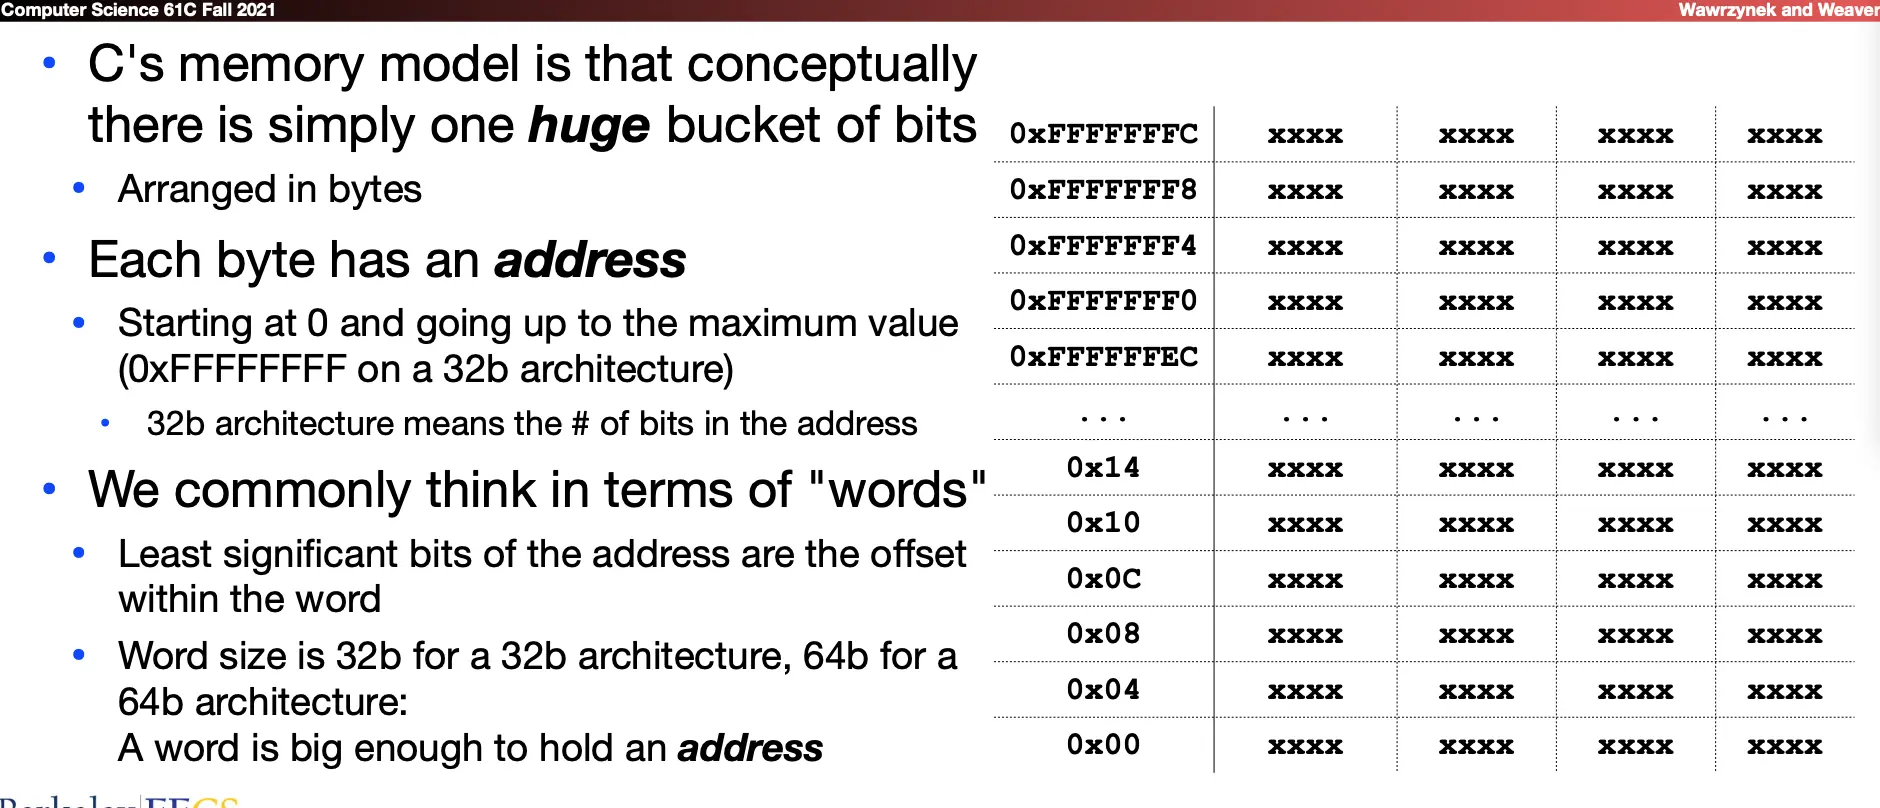 Computer Science 61C Fall 2021
Wawrzynek and Weaver
• C's memory model is that conceptually
there is simply one huge bucket of bits
• Arranged in bytes
• Each byte has an address
• Starting at 0 and going up to the maximum value
(0xFFFFFFFF on a 32b architecture)
• 32b architecture means the # of bits in the address
• We commonly think in terms of "words"
• Least significant bits of the address are the offset
within the word
• Word size is 32b for a 32b architecture, 64b for a
64b architecture:
A word is big enough to hold an address
0xFFFFFFFC xxxx xxxx xxxx xxxx
0xFFFFFFF8 xxxx xxxx xxxx xxxx
0xFFFFFFF4 xxxx xxxx xxxx xxxx
0xFFFFFFF0 xxxx xxxx xxxx xxxx
0xFFFFFFEC xxxx xxxx xxxx xxxx
... ... ... ... ...
0x14 xxxx xxxx xxxx xxxx
0x10 xxxx xxxx xxxx xxxx
0x0C xxxx xxxx xxxx xxxx
0x08 xxxx xxxx xxxx xxxx
0x04 xxxx xxxx xxxx xxxx
0x00 xxxx xxxx xxxx xxxx
Berkeley EECS